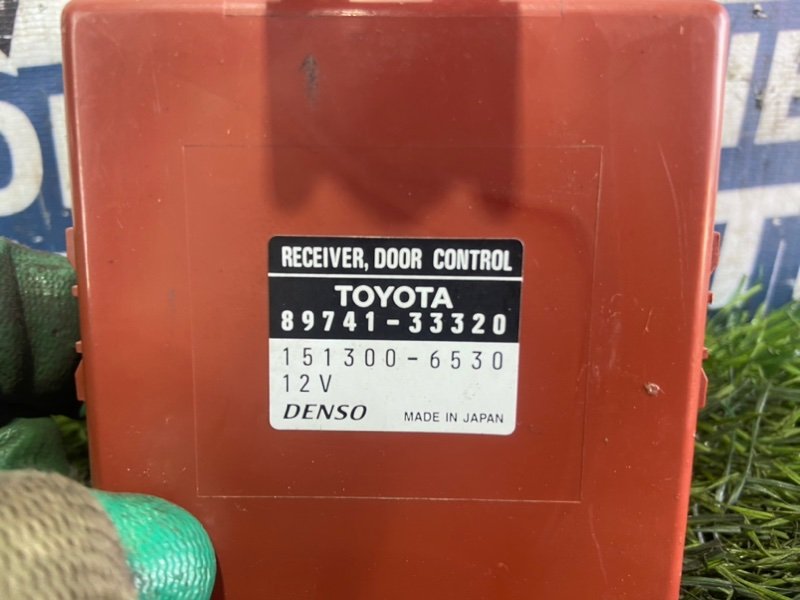 RECEIVER, DOOR CONTROL
TOYOTA
89741-33320
151300-6530
12V
DENSO MADE IN JAPAN